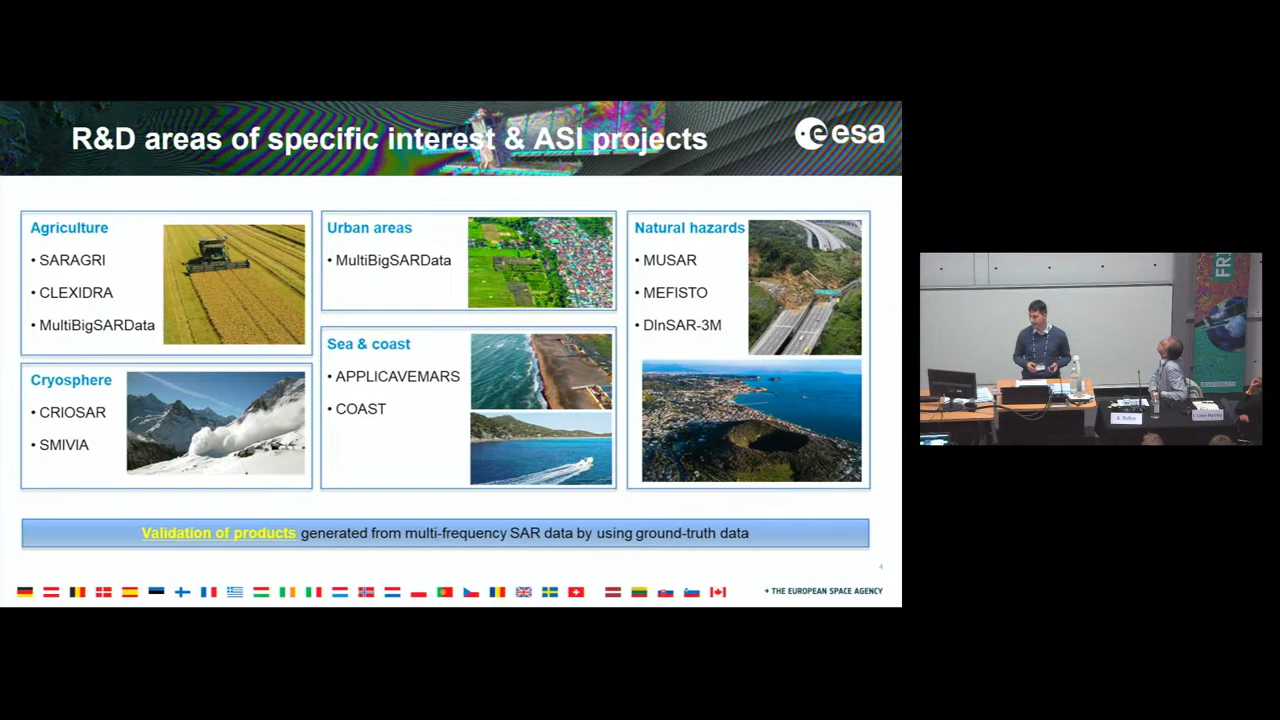 R&D areas of specific interest & ASI projects
esa
Agriculture
• SARAGRI
• CLEXIDRA
• MultiBigSARData
Cryosphere
• CRIOSAR
• SMIVIA
Urban areas
• MultiBigSARData
Sea & coast
• APPLICAVEMARS
• COAST
Natural hazards
• MUSAR
• MEFISTO
• DInSAR-3M
Validation of products generated from multi-frequency SAR data by using ground-truth data
4
→ THE EUROPEAN SPACE AGENCY
FRI